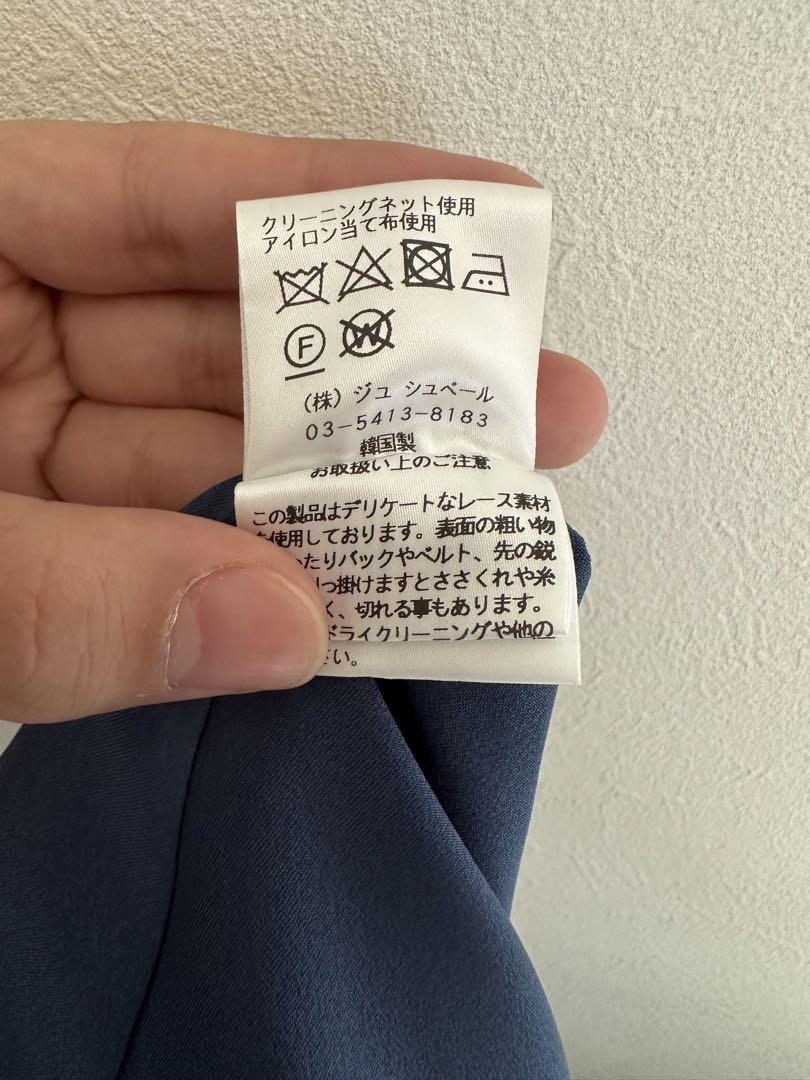 クリーニングネット使用
アイロン当て布使用
F
W
(株) ジュ シュペール
03-5413-8183
韓国製
お取扱い上のご注意
この製品はデリケートなレース素材
を使用しております。表面の粗い物
ったりバックやベルト、先の鋭
っ掛けますとささくれや糸
く、切れる事もあります。
ドライクリーニングや他の
さい。